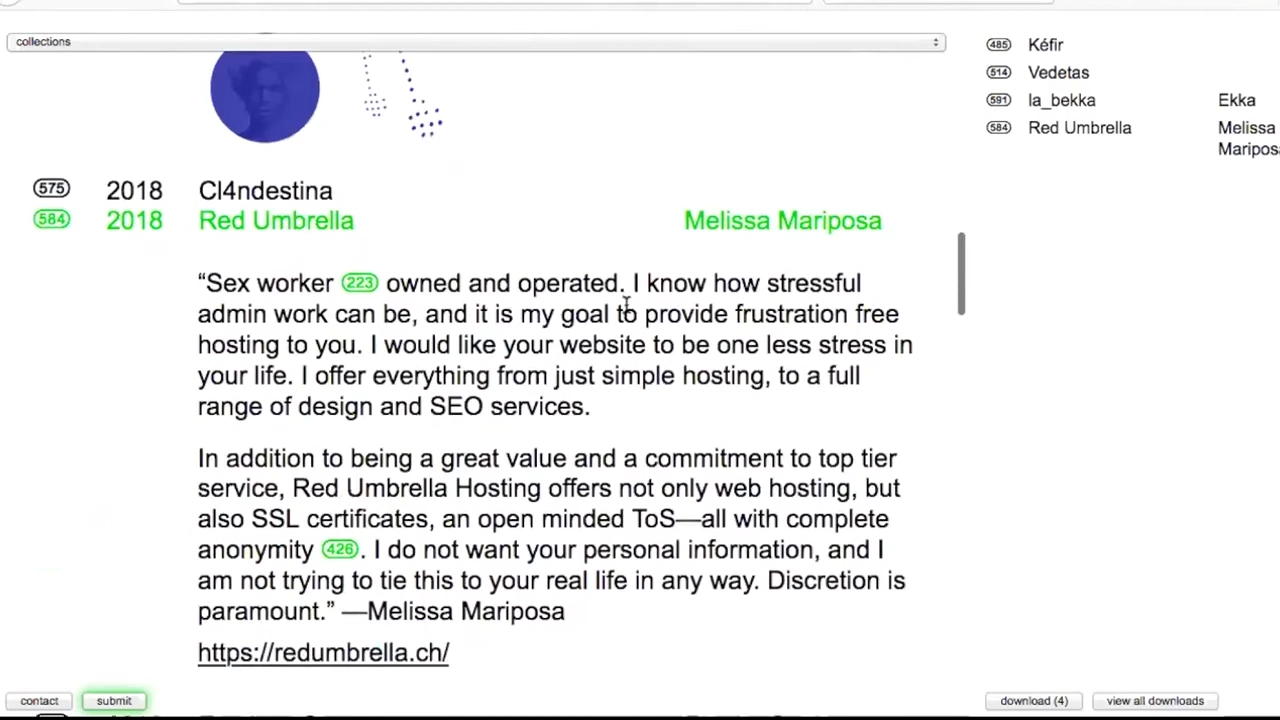 collections
485 Kéfir
514 Vedetas
591 la_bekka Ekka
584 Red Umbrella Melissa
Maripos
575 2018 Cl4ndestina
584 2018 Red Umbrella Melissa Mariposa
“Sex worker 223 owned and operated. I know how stressful
admin work can be, and it is my goal to provide frustration free
hosting to you. I would like your website to be one less stress in
your life. I offer everything from just simple hosting, to a full
range of design and SEO services.
In addition to being a great value and a commitment to top tier
service, Red Umbrella Hosting offers not only web hosting, but
also SSL certificates, an open minded ToS—all with complete
anonymity 426. I do not want your personal information, and I
am not trying to tie this to your real life in any way. Discretion is
paramount.” —Melissa Mariposa
https://redumbrella.ch/
contact submit download (4) view all downloads